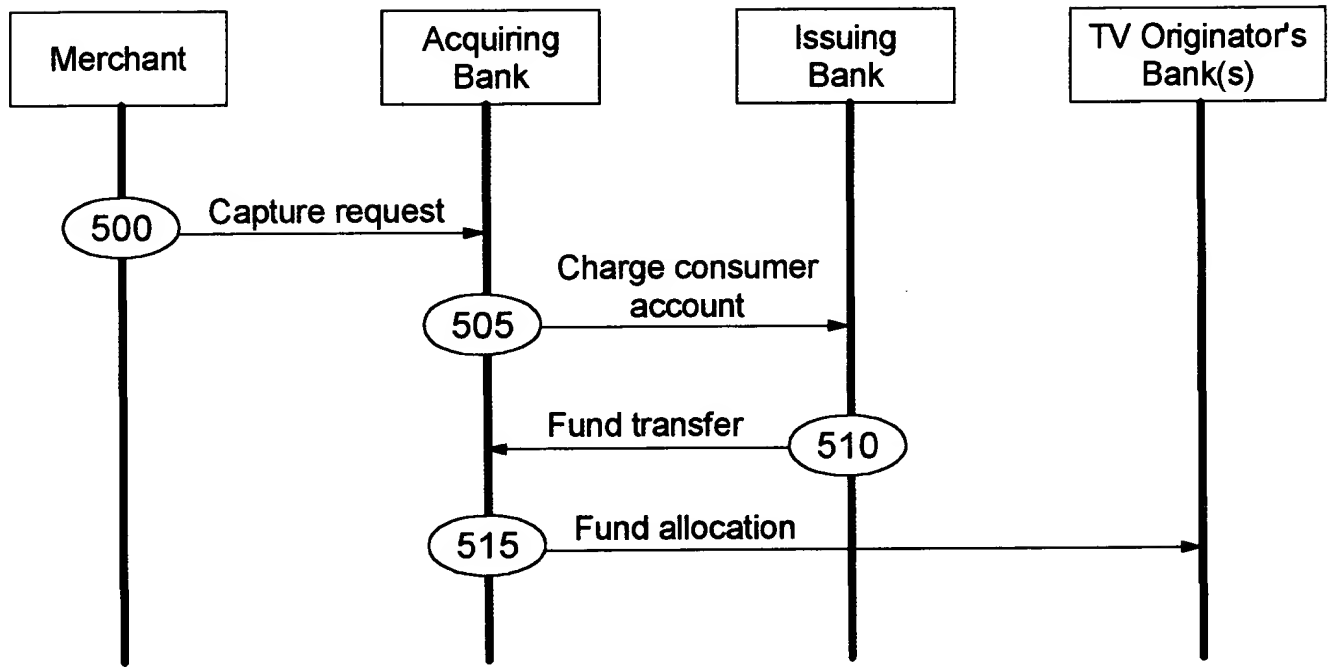 Merchant
Acquiring
Bank
Issuing
Bank
TV Originator's
Bank(s)
500
Capture request
Charge consumer
account
505
Fund transfer
510
515
Fund allocation